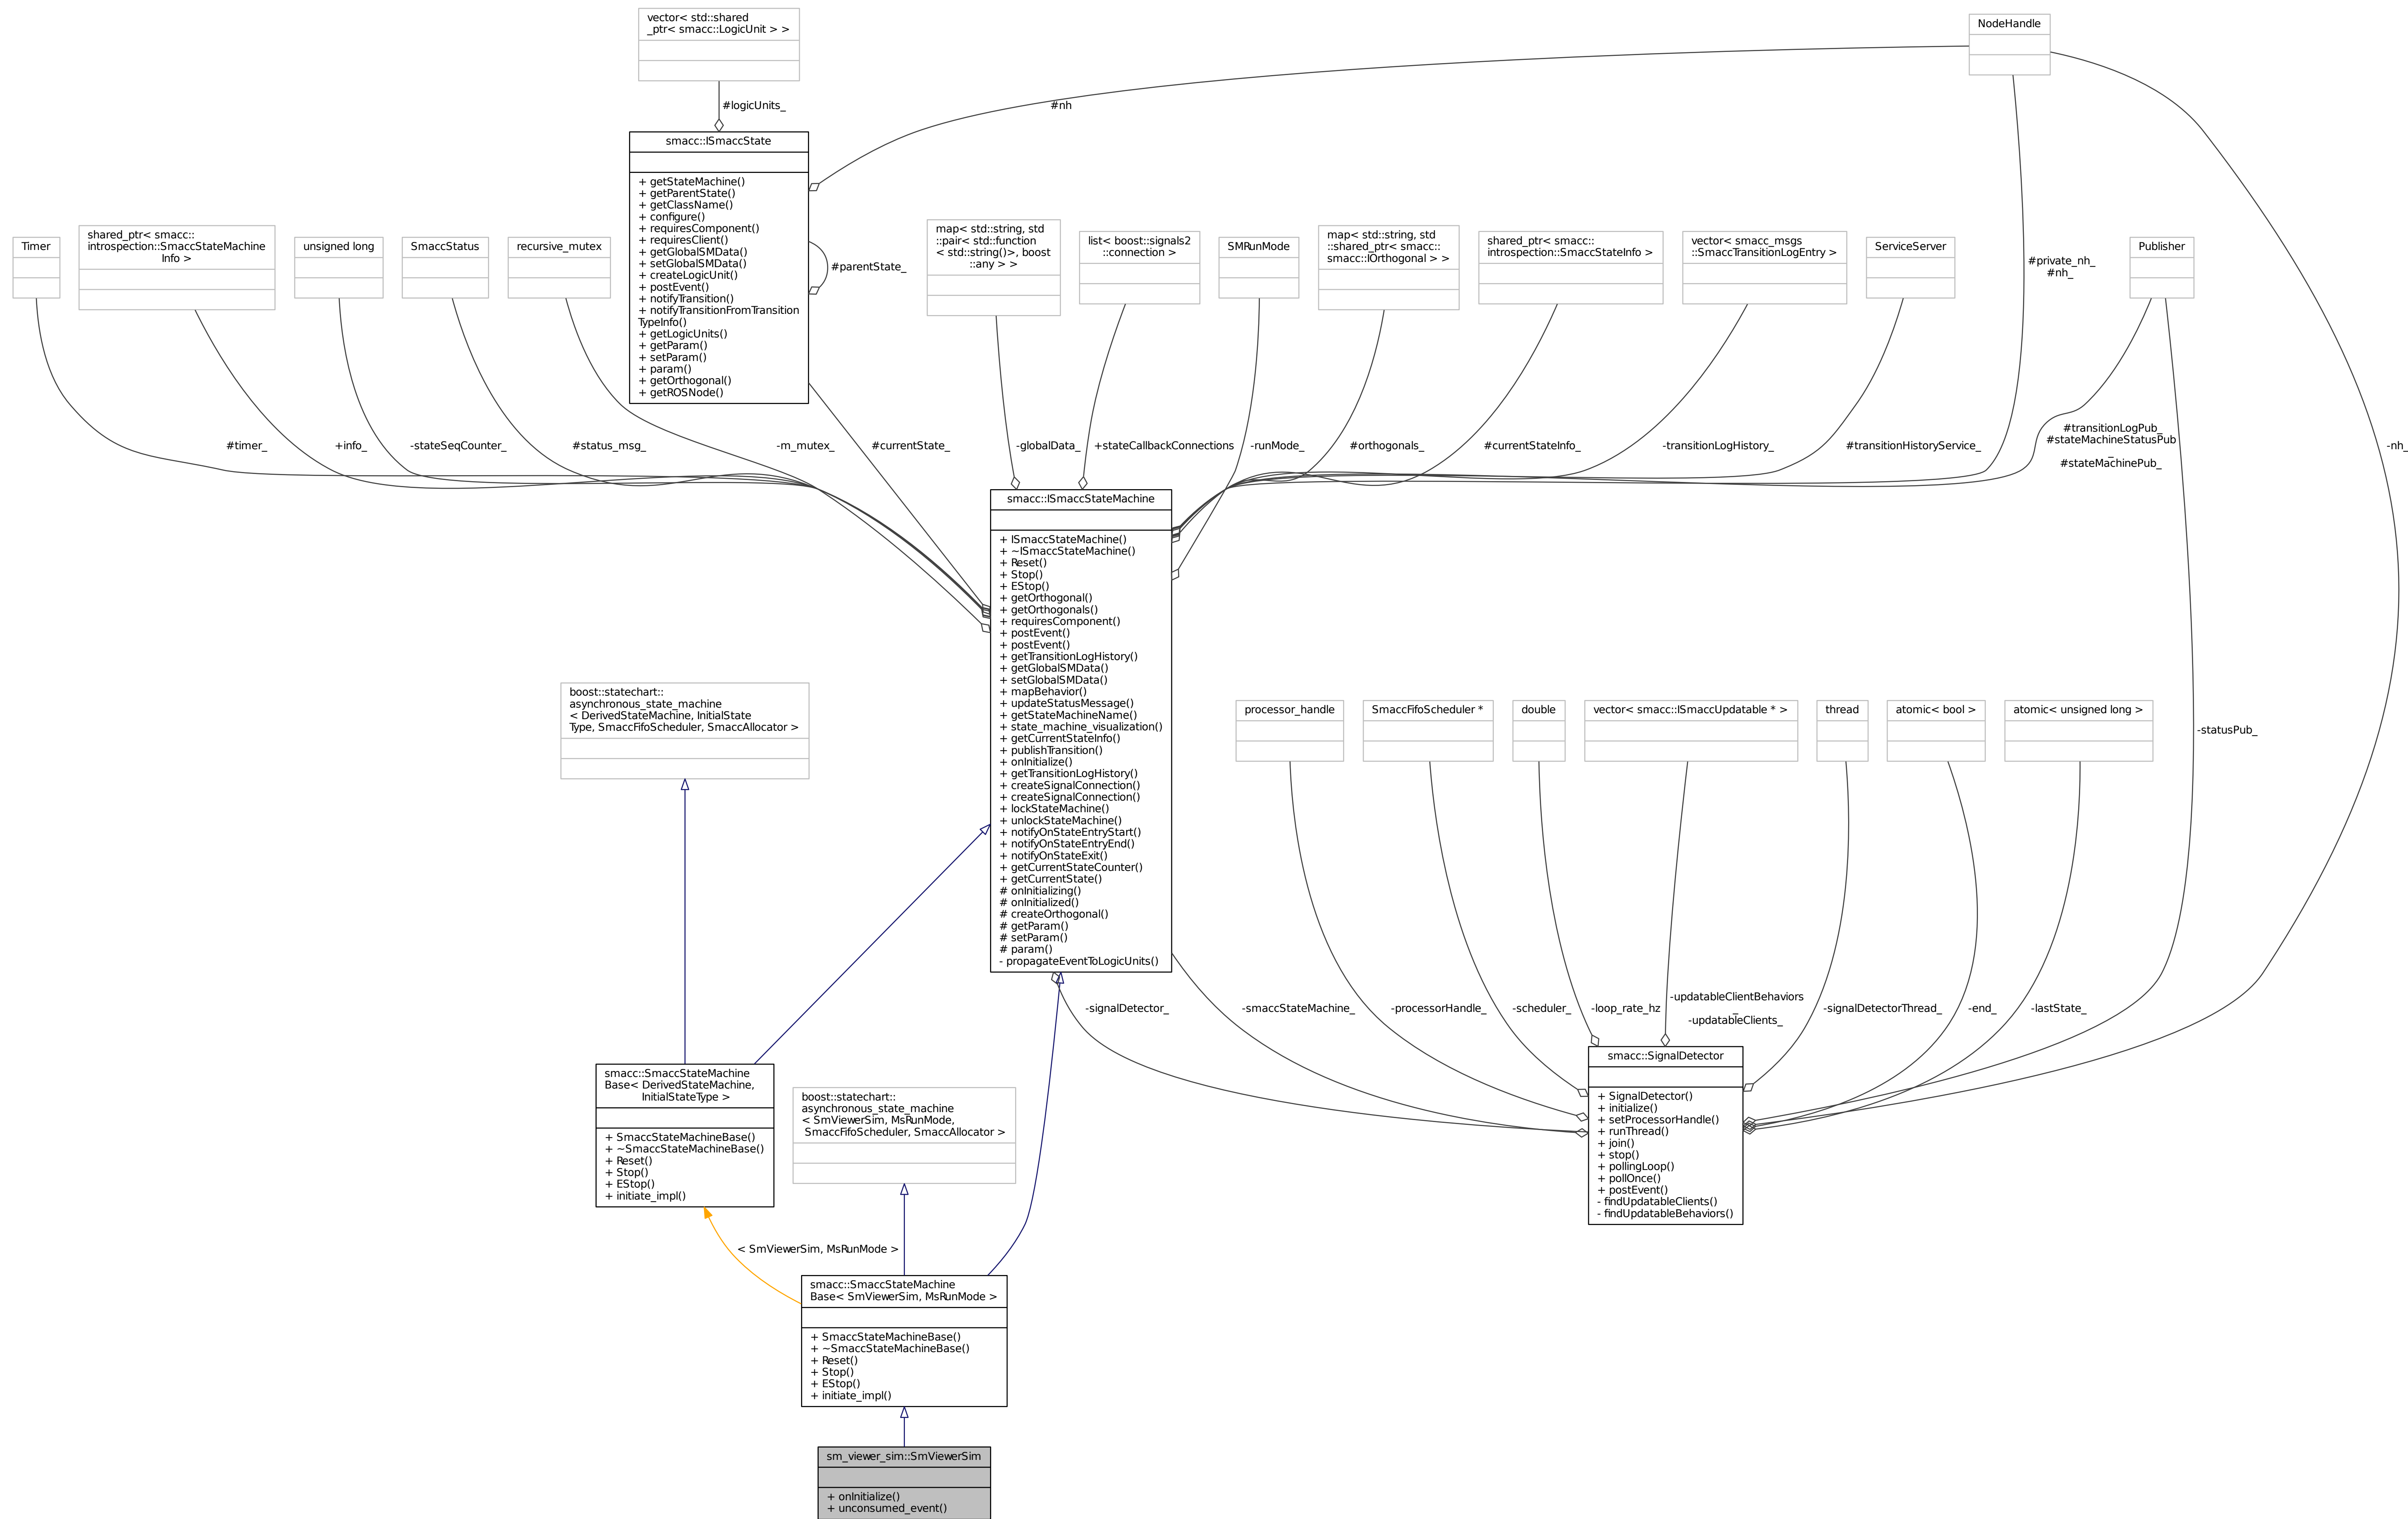 vector< std::shared
_ptr< smacc::LogicUnit > >
NodeHandle
#logicUnits_
#nh
smacc::ISmaccState
+ getStateMachine()
+ getParentState()
+ getClassName()
+ configure()
+ requiresComponent()
+ requiresClient()
+ getGlobalSMData()
+ setGlobalSMData()
+ createLogicUnit()
+ postEvent()
+ notifyTransition()
+ notifyTransitionFromTransition
TypeInfo()
+ getLogicUnits()
+ getParam()
+ setParam()
+ param()
+ getOrthogonal()
+ getROSNode()
#parentState_
Timer
shared_ptr< smacc::
introspection::SmaccStateMachine
Info >
unsigned long
SmaccStatus
recursive_mutex
map< std::string, std
::pair< std::function
< std::string()>, boost
::any > >
list< boost::signals2
::connection >
SMRunMode
map< std::string, std
::shared_ptr< smacc::
smacc::IOrthogonal > >
shared_ptr< smacc::
introspection::SmaccStateInfo >
vector< smacc_msgs
::SmaccTransitionLogEntry >
ServiceServer
#private_nh_
#nh_
Publisher
#timer_
+info_
-stateSeqCounter_
#status_msg_
-m_mutex_
#currentState_
-globalData_
+stateCallbackConnections
-runMode_
#orthogonals_
#currentStateInfo_
-transitionLogHistory_
#transitionHistoryService_
#transitionLogPub_
#stateMachineStatusPub
_
#stateMachinePub_
-nh_
smacc::ISmaccStateMachine
+ ISmaccStateMachine()
+ ~ISmaccStateMachine()
+ Reset()
+ Stop()
+ EStop()
+ getOrthogonal()
+ getOrthogonals()
+ requiresComponent()
+ postEvent()
+ postEvent()
+ getTransitionLogHistory()
+ getGlobalSMData()
+ setGlobalSMData()
+ mapBehavior()
+ updateStatusMessage()
+ getStateMachineName()
+ state_machine_visualization()
+ getCurrentStateInfo()
+ publishTransition()
+ onInitialize()
+ getTransitionLogHistory()
+ createSignalConnection()
+ createSignalConnection()
+ lockStateMachine()
+ unlockStateMachine()
+ notifyOnStateEntryStart()
+ notifyOnStateEntryEnd()
+ notifyOnStateExit()
+ getCurrentStateCounter()
+ getCurrentState()
# onInitializing()
# onInitialized()
# createOrthogonal()
# getParam()
# setParam()
# param()
- propagateEventToLogicUnits()
boost::statechart::
asynchronous_state_machine
< DerivedStateMachine, InitialState
Type, SmaccFifoScheduler, SmaccAllocator >
processor_handle
SmaccFifoScheduler *
double
vector< smacc::ISmaccUpdatable * >
thread
atomic< bool >
atomic< unsigned long >
-statusPub_
-signalDetector_
-smaccStateMachine_
-processorHandle_
-scheduler_
-loop_rate_hz
-updatableClientBehaviors
_
-updatableClients_
-signalDetectorThread_
-end_
-lastState_
smacc::SignalDetector
+ SignalDetector()
+ initialize()
+ setProcessorHandle()
+ runThread()
+ join()
+ stop()
+ pollingLoop()
+ pollOnce()
+ postEvent()
- findUpdatableClients()
- findUpdatableBehaviors()
smacc::SmaccStateMachine
Base< DerivedStateMachine,
InitialStateType >
+ SmaccStateMachineBase()
+ ~SmaccStateMachineBase()
+ Reset()
+ Stop()
+ EStop()
+ initiate_impl()
boost::statechart::
asynchronous_state_machine
< SmViewerSim, MsRunMode,
SmaccFifoScheduler, SmaccAllocator >
< SmViewerSim, MsRunMode >
smacc::SmaccStateMachine
Base< SmViewerSim, MsRunMode >
+ SmaccStateMachineBase()
+ ~SmaccStateMachineBase()
+ Reset()
+ Stop()
+ EStop()
+ initiate_impl()
sm_viewer_sim::SmViewerSim
+ onInitialize()
+ unconsumed_event()